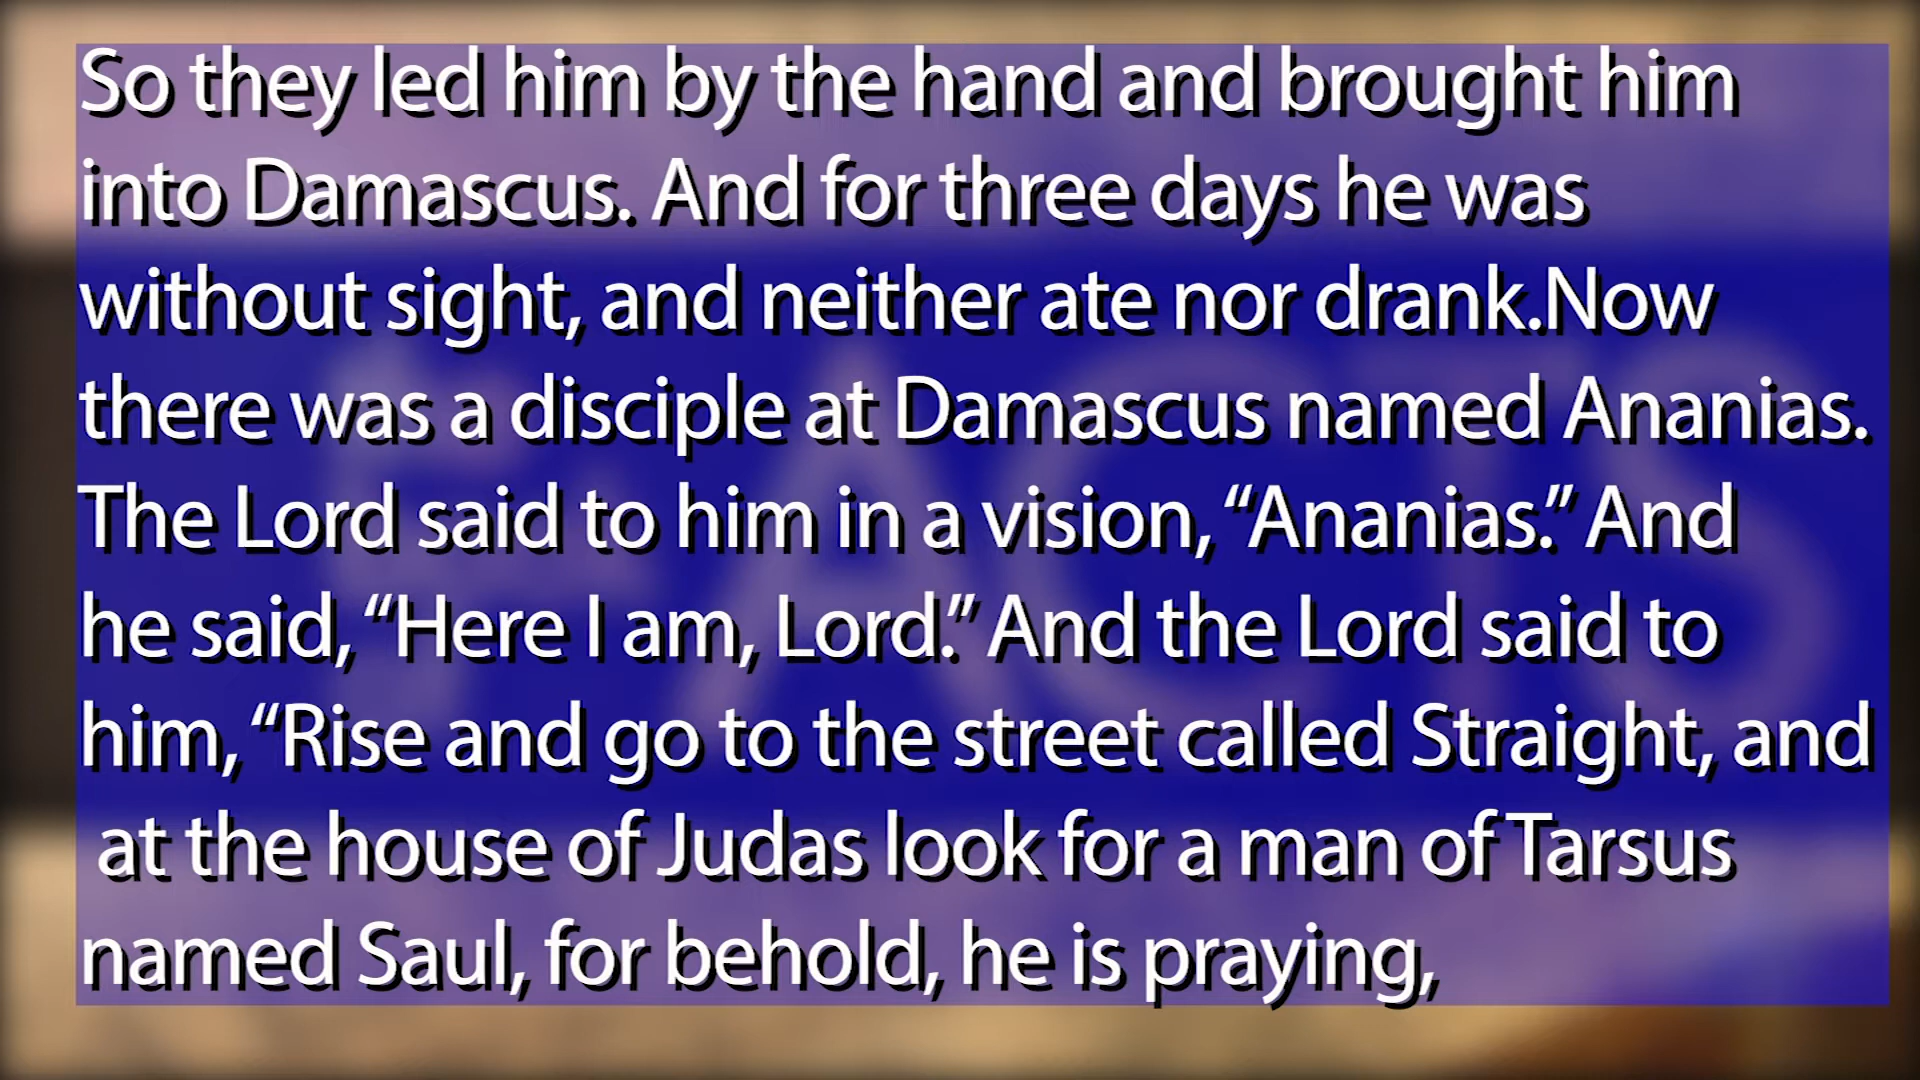 So they led him by the hand and brought him
into Damascus. And for three days he was
without sight, and neither ate nor drank.Now
there was a disciple at Damascus named Ananias.
The Lord said to him in a vision, “Ananias.” And
he said, “Here I am, Lord.” And the Lord said to
him, “Rise and go to the street called Straight, and
at the house of Judas look for a man of Tarsus
named Saul, for behold, he is praying,
ACTS